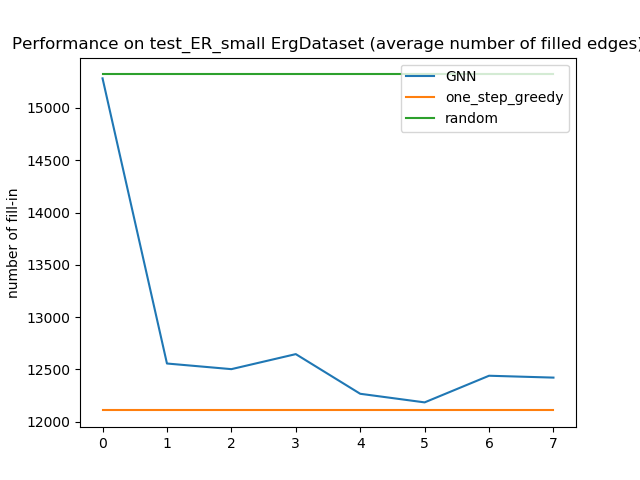 Performance on test_ER_small ErgDataset (average number of filled edges)
GNN
one_step_greedy
random
number of fill-in
15000
14500
14000
13500
13000
12500
12000
0 1 2 3 4 5 6 7